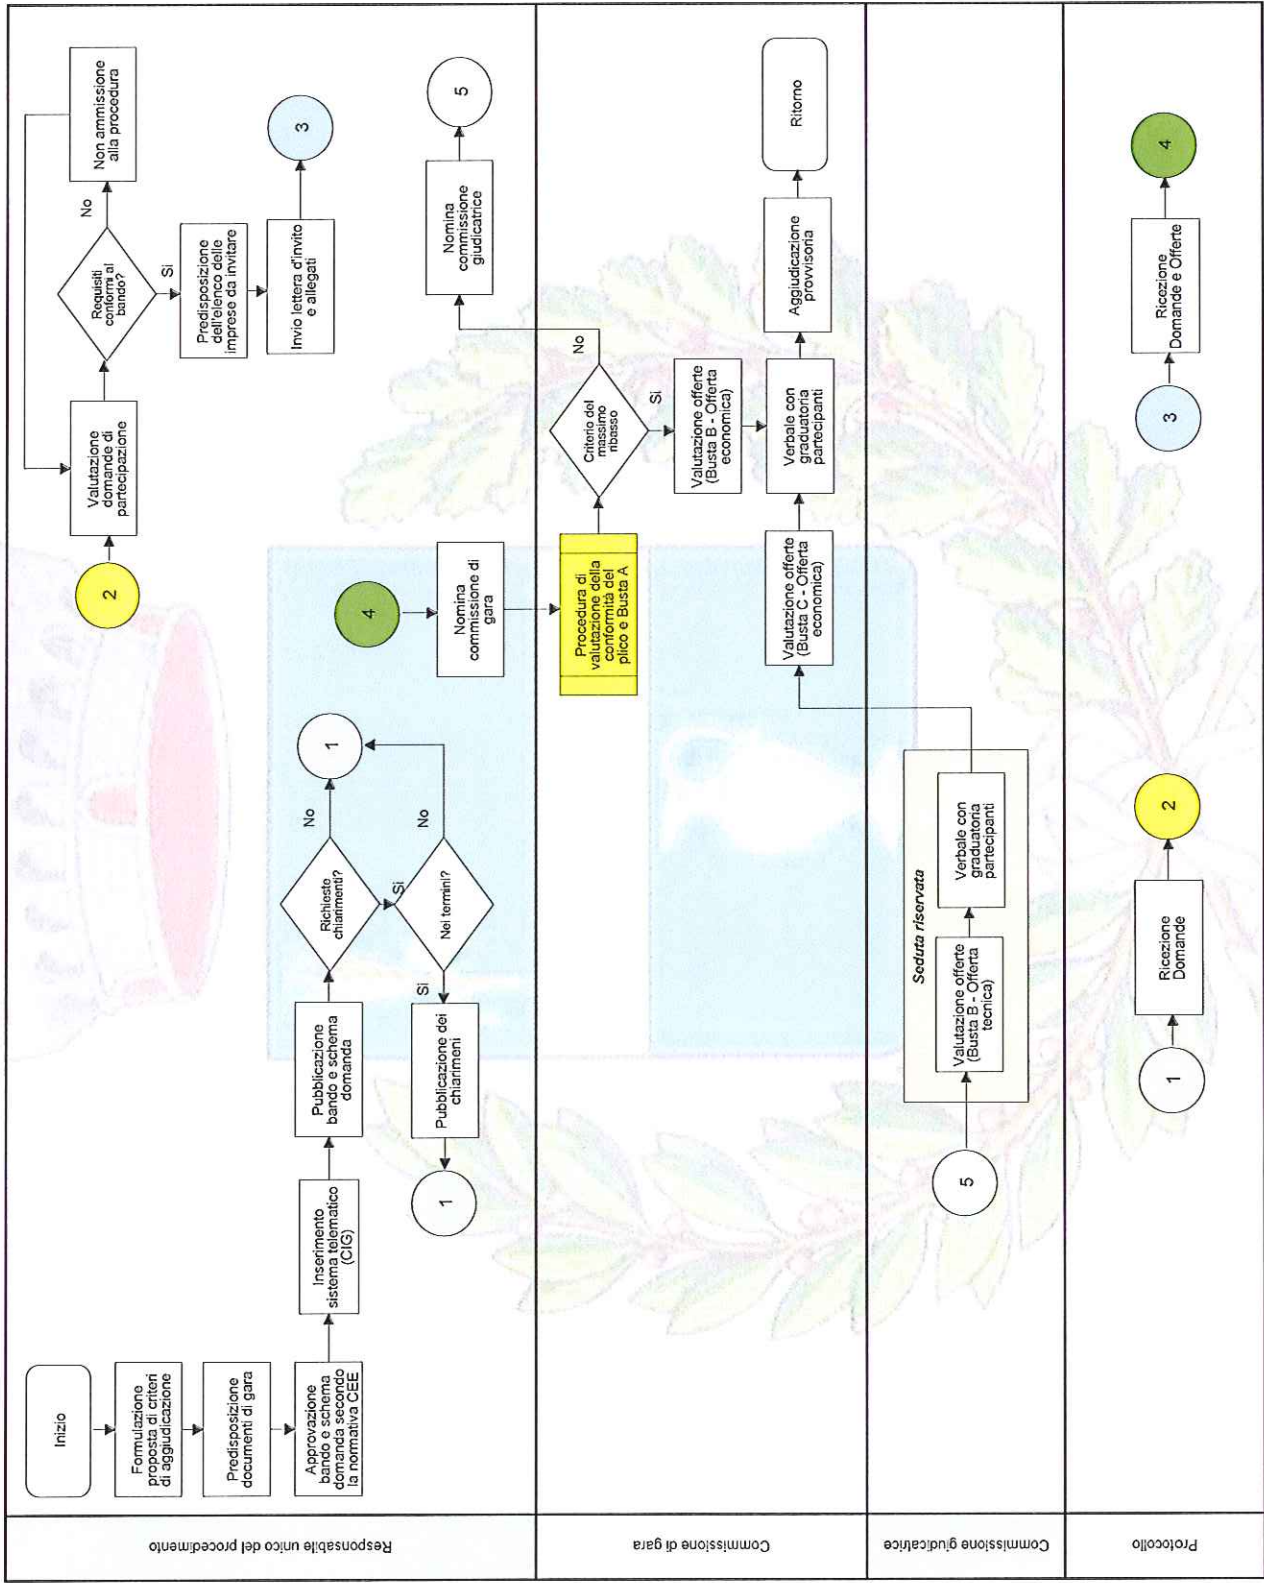 Responsabile unico del procedimento
Inizio
Formulazione
proposta di criteri
di aggiudicazione
Predisposizione
documenti di gara
Approvazione
bando e schema
domanda secondo
la normativa CEE
Inserimento
sistema telematico
(CIG)
Pubblicazione
bando e schema
domanda
Richieste
chiarimenti?
No
1
Si
Nei termini?
No
Si
Pubblicazione dei
chiarimeni
1
2
Valutazione
domande di
partecipazione
Requisiti
conformi al
bando?
No
Non ammissione
alla procedura
Si
Predisposizione
dell'elenco delle
imprese da invitare
Invio lettera d'invito
e allegati
3
4
Nomina
commissione di
gara
Nomina
commissione
giudicatrice
5
Commissione di gara
Procedura di
valutazione della
conformità del
plico e Busta A
Criterio del
massimo
ribasso
No
Si
Valutazione offerte
(Busta B - Offerta
economica)
Valutazione offerte
(Busta C - Offerta
economica)
Verbale con
graduatoria
partecipanti
Aggiudicazione
provvisoria
Ritorno
Commissione giudicatrice
5
Seduta riservata
Valutazione offerte
(Busta B - Offerta
tecnica)
Verbale con
graduatoria
partecipanti
Protocollo
1
Ricezione
Domande
2
3
Ricezione
Domande e Offerte
4